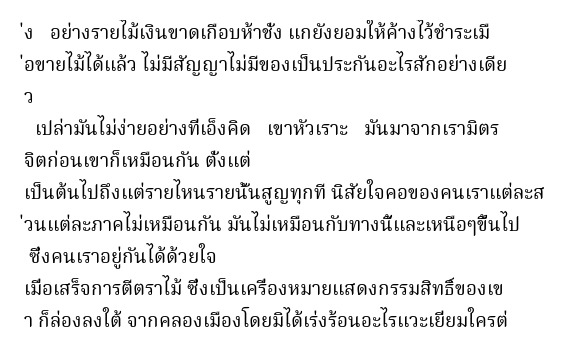 ่ง   อย่างรายไม้เงินขาดเกือบห้าชั่ง แกยังยอมให้ค้างไว้ชำระเมื
่อขายไม้ได้แล้ว ไม่มีสัญญาไม่มีของเป็นประกันอะไรสักอย่างเดีย
ว
เปล่ามันไม่ง่ายอย่างที่เอ็งคิด   เขาหัวเราะ   มันมาจากเรามิตร
จิตก่อนเขาก็เหมือนกัน ตั้งแต่
เป็นต้นไปถึงแต่รายไหนรายนั้นสูญทุกที นิสัยใจคอของคนเราแต่ละส
่วนแต่ละภาคไม่เหมือนกัน มันไม่เหมือนกับทางนี้และเหนือๆขึ้นไป
ซึ่งคนเราอยู่กันได้ด้วยใจ
เมื่อเสร็จการตีตราไม้ ซึ่งเป็นเครื่องหมายแสดงกรรมสิทธิ์ของเข
า ก็ล่องลงใต้ จากคลองเมืองโดยมิได้เร่งร้อนอะไรแวะเยี่ยมใครต่